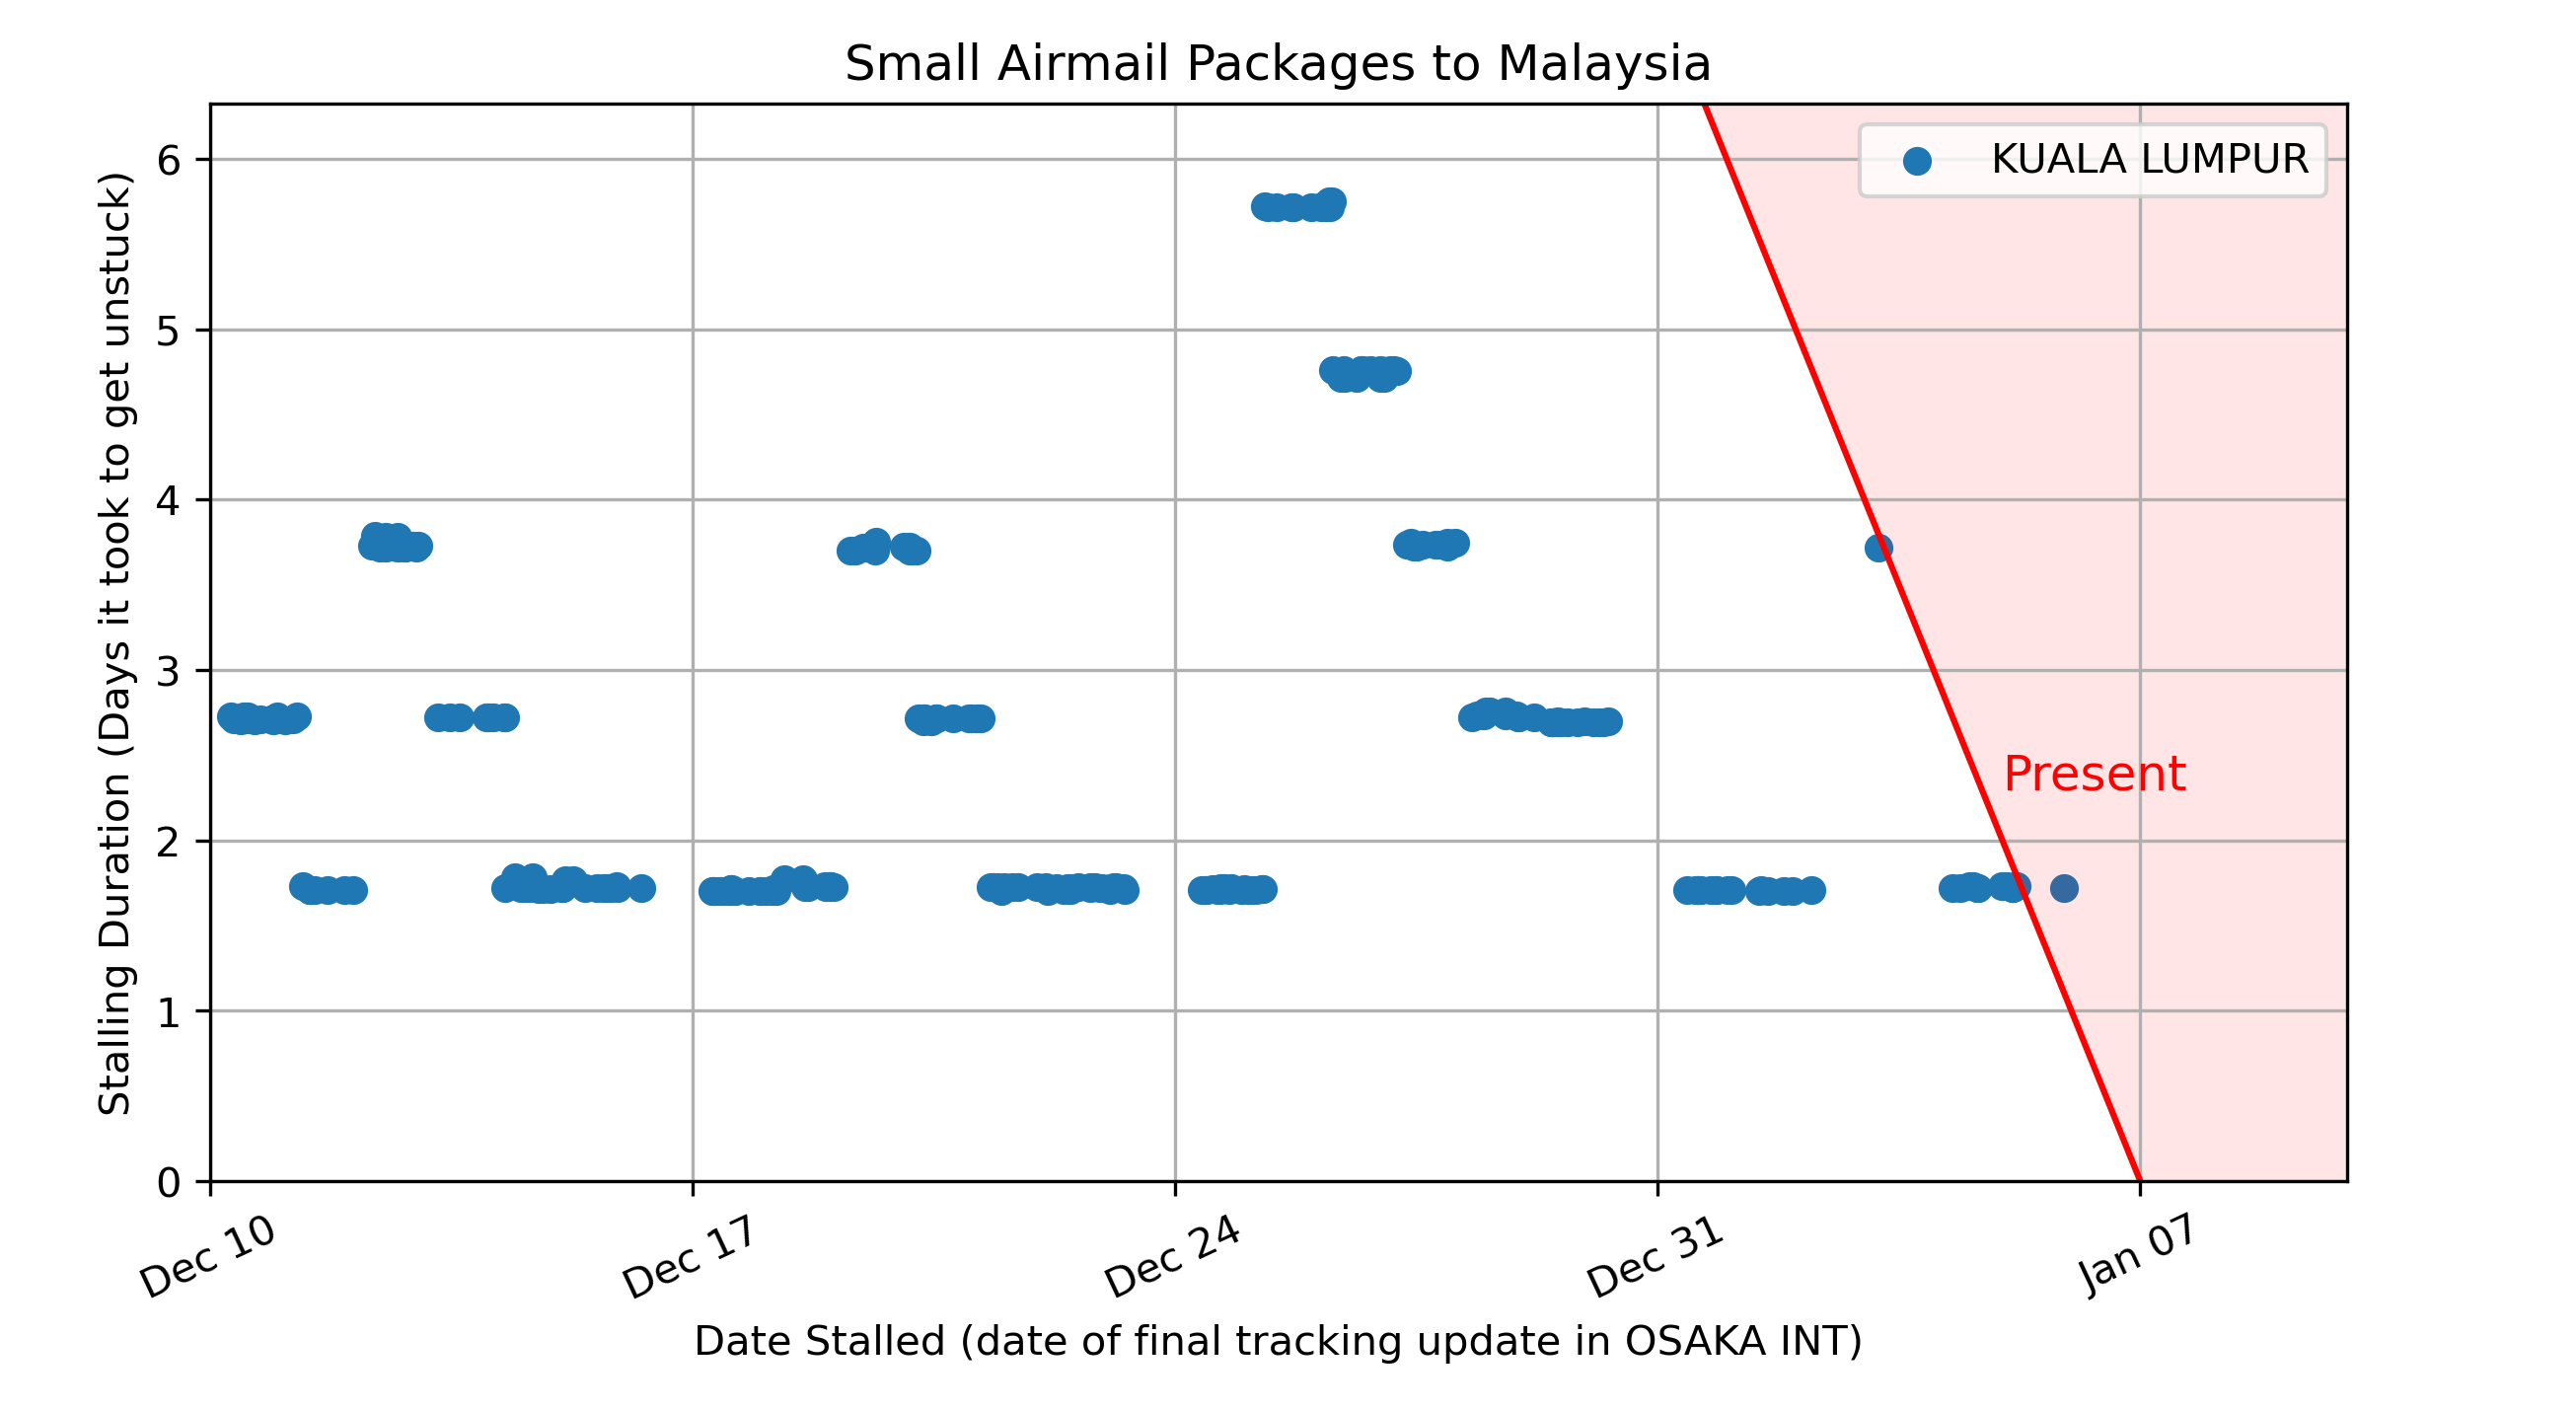 Small Airmail Packages to Malaysia
KUALA LUMPUR
Present
Stalling Duration (Days it took to get unstuck)
6
5
4
3
2
1
0
Dec 10
Dec 17
Dec 24
Dec 31
Jan 07
Date Stalled (date of final tracking update in OSAKA INT)